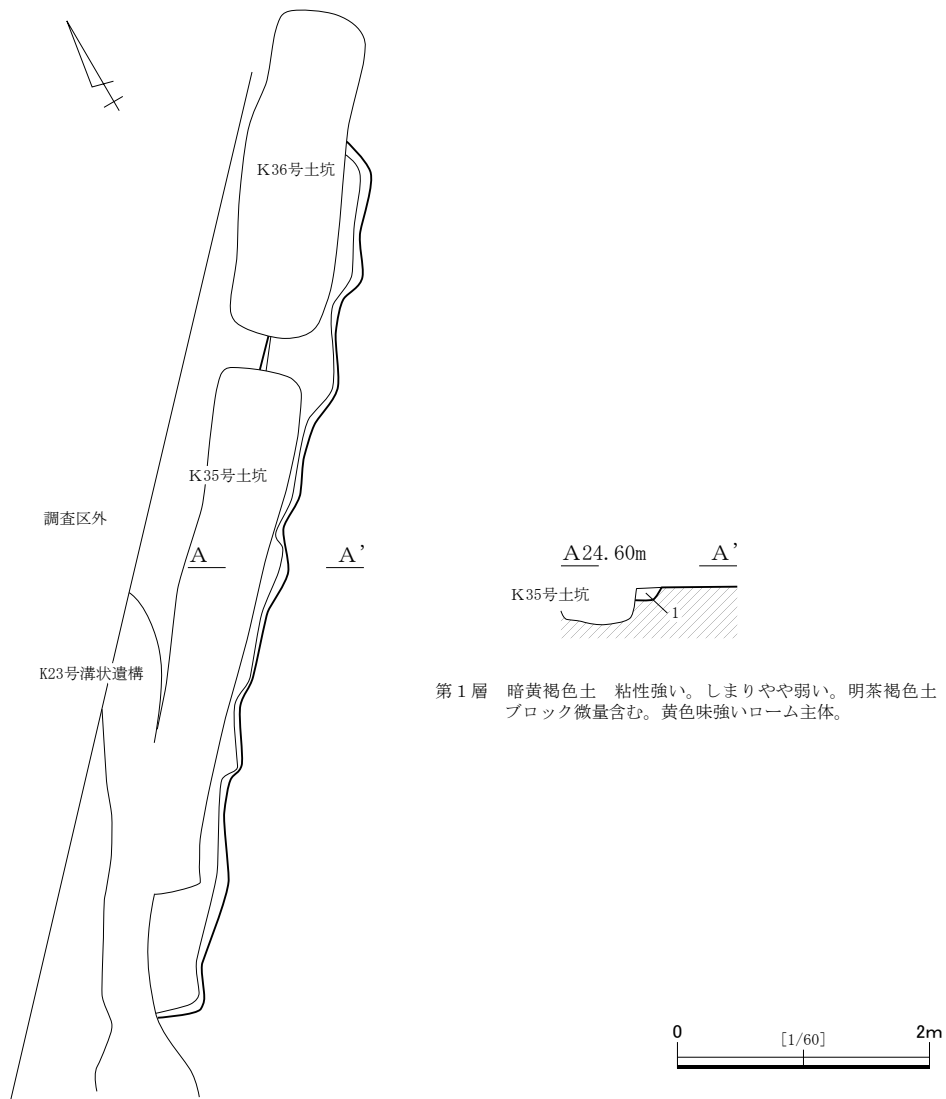 K36号土坑
K35号土坑
調査区外
A
A’
K23号溝状遺構
A24.60m
A’
K35号土坑
1
第１層　暗黄褐色土　粘性強い。しまりやや弱い。明茶褐色土
ブロック微量含む。黄色味強いローム主体。
0
[1/60]
2m